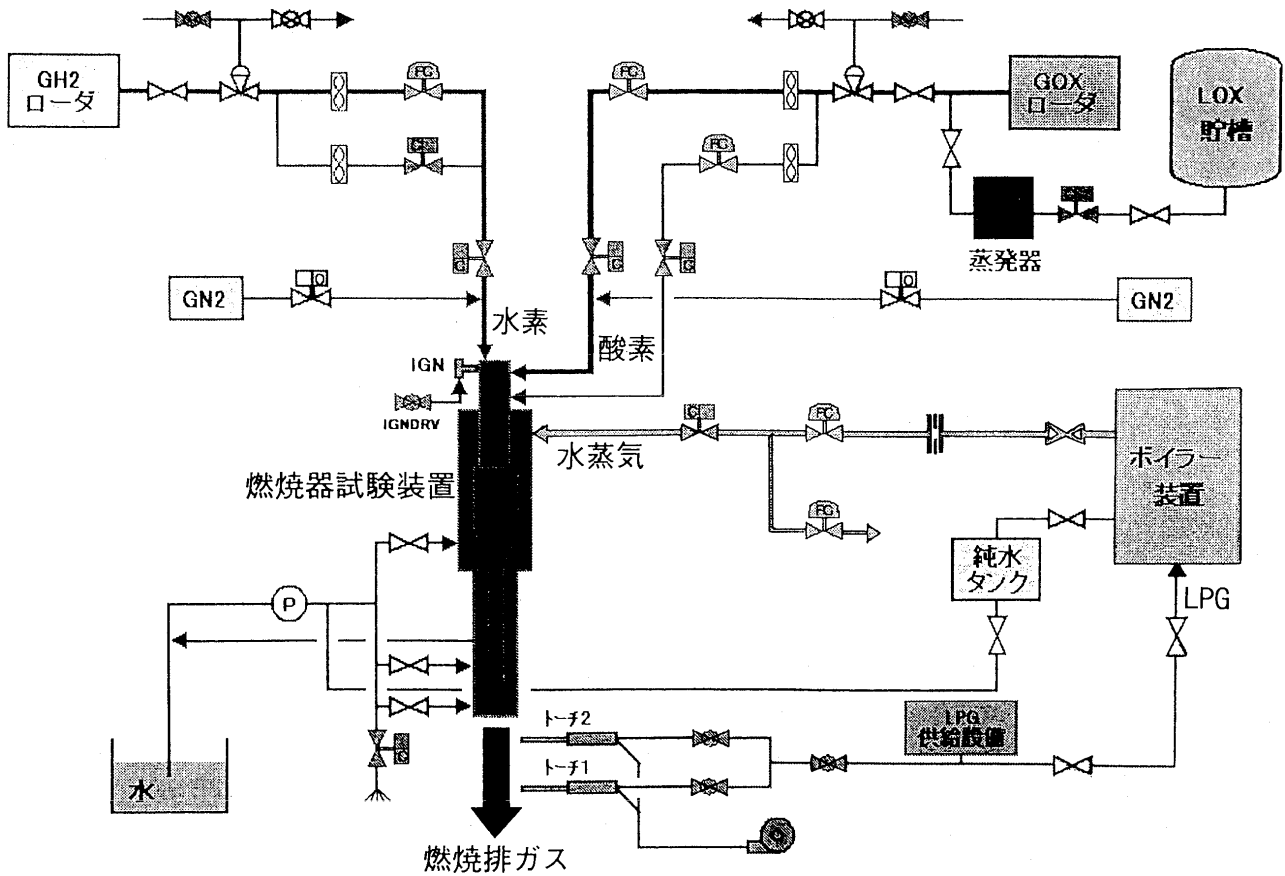 GH2
ローダ
FC
FC
GOX
ローダ
LOX
貯槽
FC
蒸発器
GN2
O
水素
酸素
O
GN2
IGN
IGNDRV
水蒸気
FC
FC
ボイラー
装置
燃焼器試験装置
純水
タンク
LPG
P
水
トーチ2
トーチ1
LPG
供給設備
燃焼排ガス